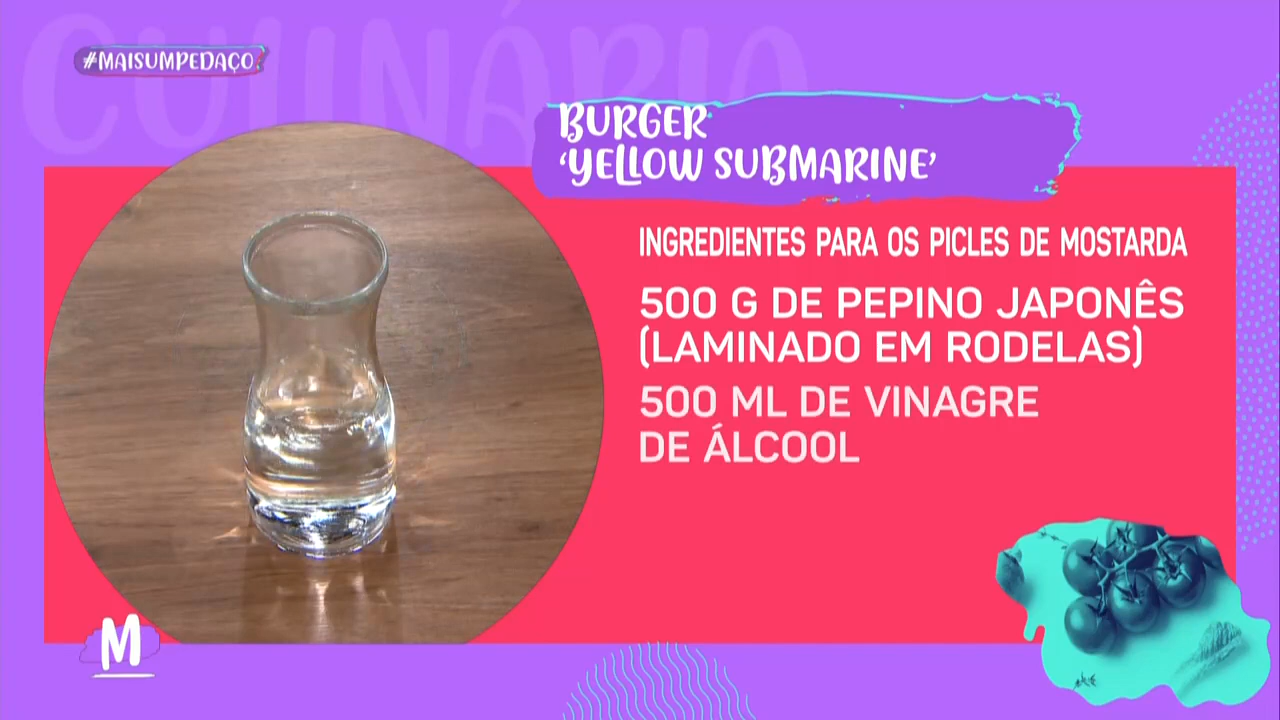 CULINÁRIA
#MAISUMPEDAÇO
BURGER
‘YELLOW SUBMARINE’
INGREDIENTES PARA OS PICLES DE MOSTARDA
500 G DE PEPINO JAPONÊS
(LAMINADO EM RODELAS)
500 ML DE VINAGRE
DE ÁLCOOL
M